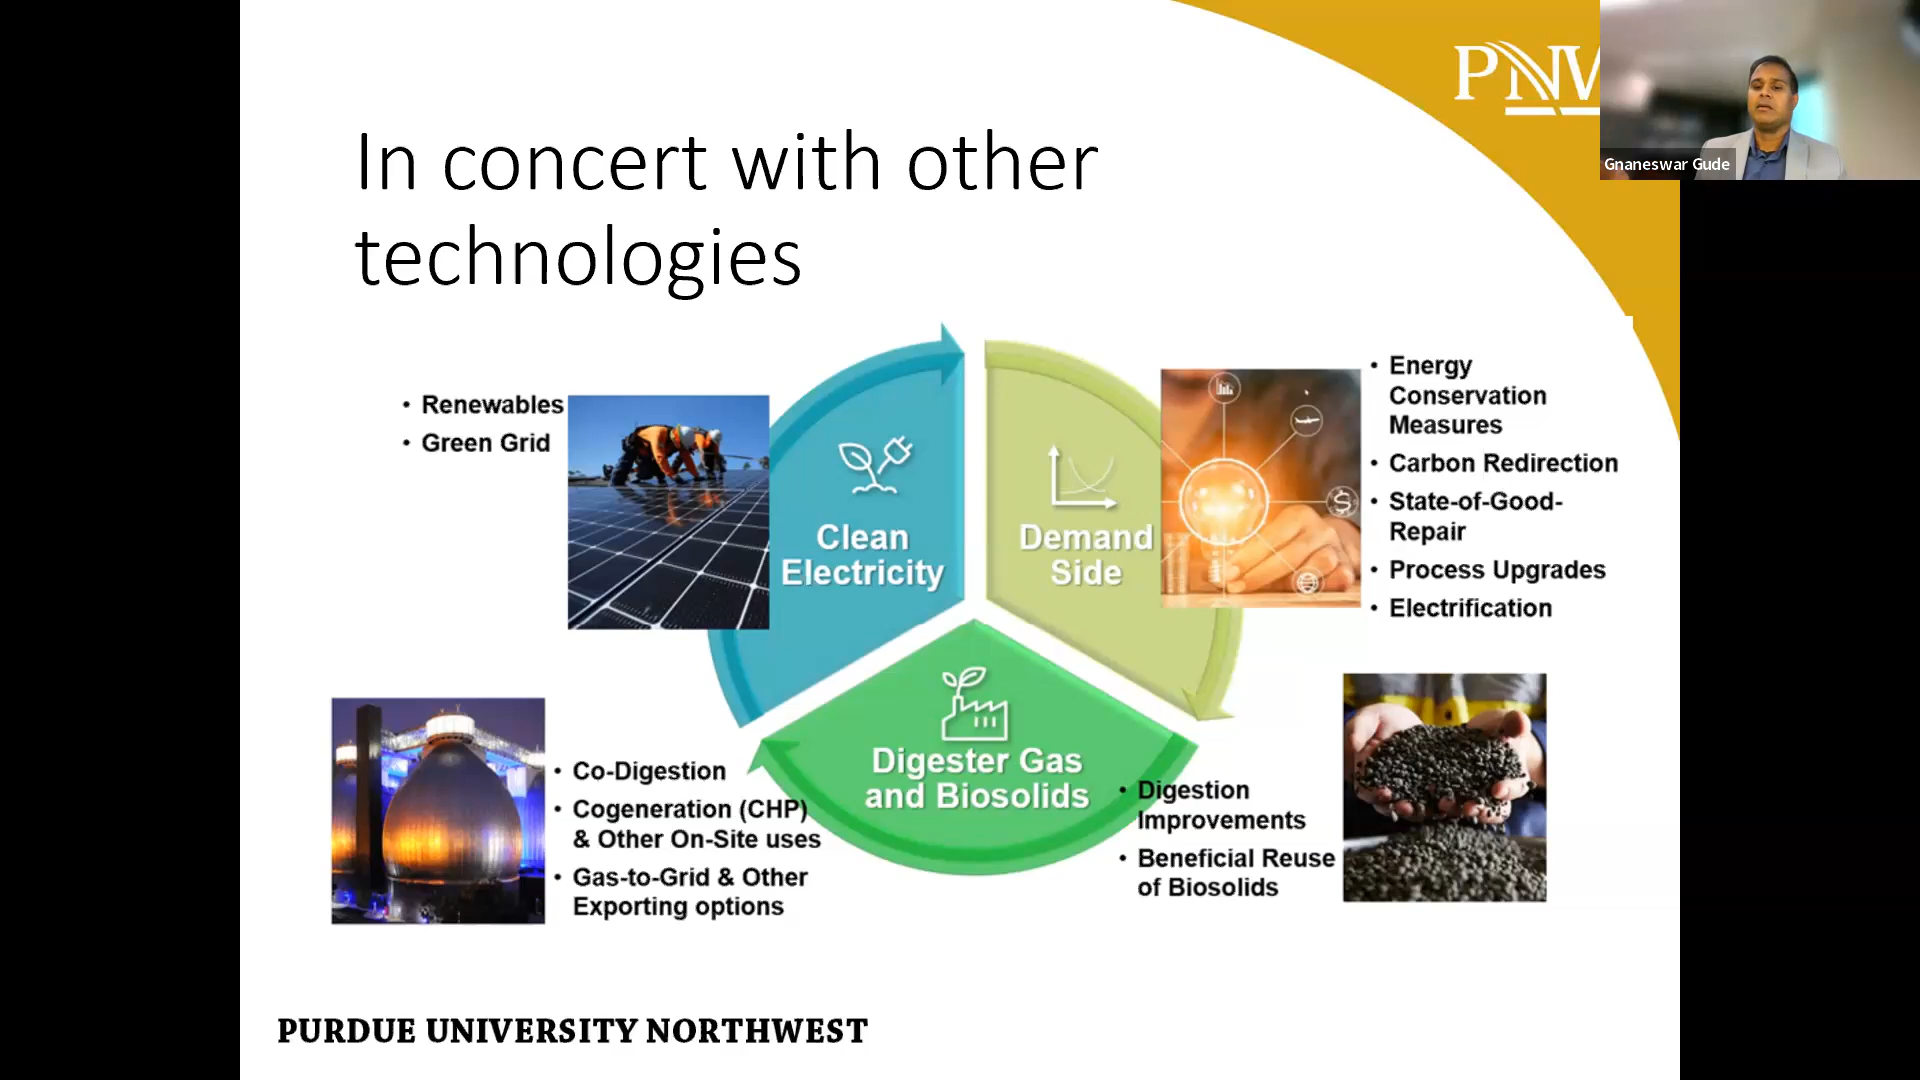 PNW
Gnaneswar Gude
In concert with other
technologies
• Renewables
• Green Grid
Clean
Electricity
Demand
Side
• Energy
Conservation
Measures
• Carbon Redirection
• State-of-Good-
Repair
• Process Upgrades
• Electrification
Digester Gas
and Biosolids
• Co-Digestion
• Cogeneration (CHP)
& Other On-Site uses
• Gas-to-Grid & Other
Exporting options
• Digestion
Improvements
• Beneficial Reuse
of Biosolids
PURDUE UNIVERSITY NORTHWEST